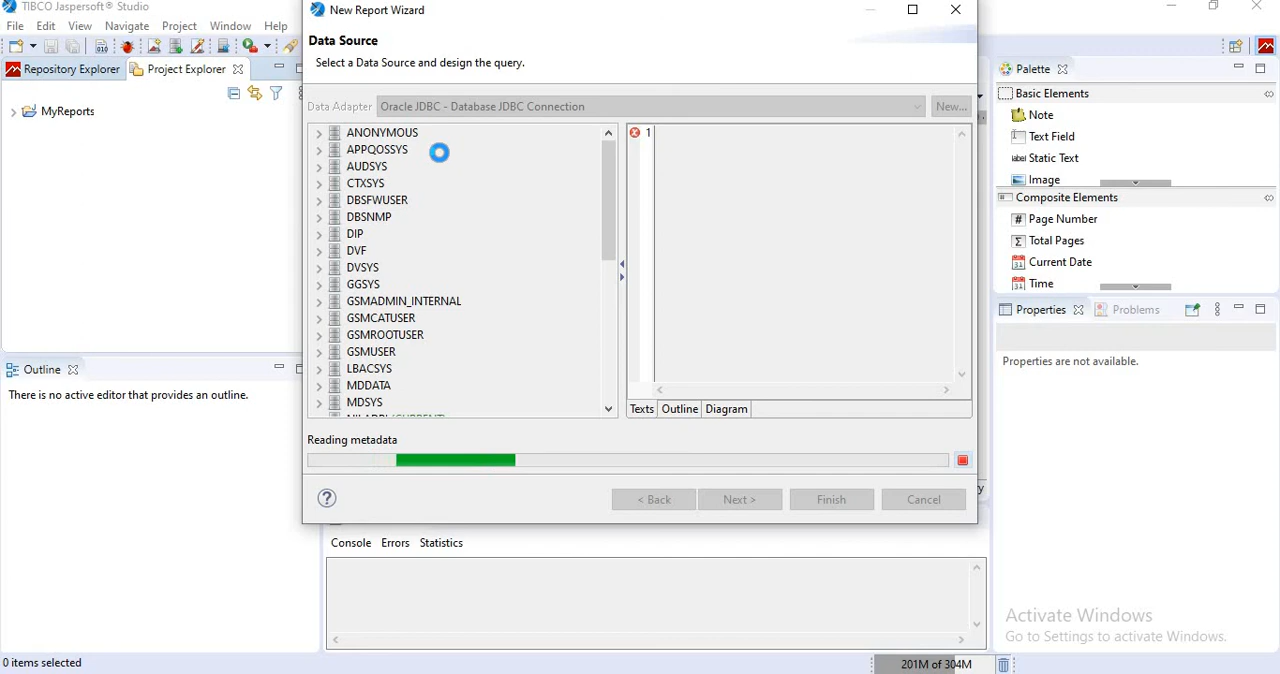 TIBCO Jaspersoft® Studio
File Edit View Navigate Project Window Help
Repository Explorer
Project Explorer
MyReports
Outline
There is no active editor that provides an outline.
0 items selected
New Report Wizard
Data Source
Select a Data Source and design the query.
Data Adapter Oracle JDBC - Database JDBC Connection New...
ANONYMOUS
APPQOSSYS
AUDSYS
CTXSYS
DBSFWUSER
DBSNMP
DIP
DVF
DVSYS
GGSYS
GSMADMIN_INTERNAL
GSMCATUSER
GSMROOTUSER
GSMUSER
LBACSYS
MDDATA
MDSYS
1
Texts Outline Diagram
Reading metadata
< Back Next > Finish Cancel
Console Errors Statistics
Palette
Basic Elements
Note
Text Field
Label Static Text
Image
Composite Elements
# Page Number
Σ Total Pages
31 Current Date
31 Time
Properties Problems
Properties are not available.
Activate Windows
Go to Settings to activate Windows.
201M of 304M